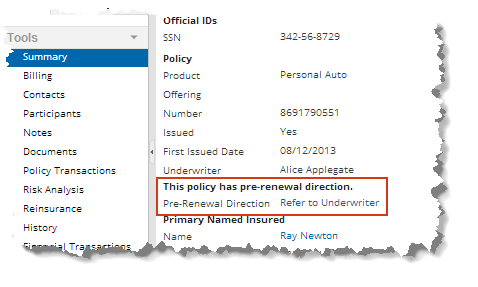 Tools
Summary
Billing
Contacts
Participants
Notes
Documents
Policy Transactions
Risk Analysis
Reinsurance
History
Financial Transactions
Official IDs
SSN 342-56-8729
Policy
Product Personal Auto
Offering
Number 8691790551
Issued Yes
First Issued Date 08/12/2013
Underwriter Alice Applegate
This policy has pre-renewal direction.
Pre-Renewal Direction Refer to Underwriter
Primary Named Insured
Name Ray Newton